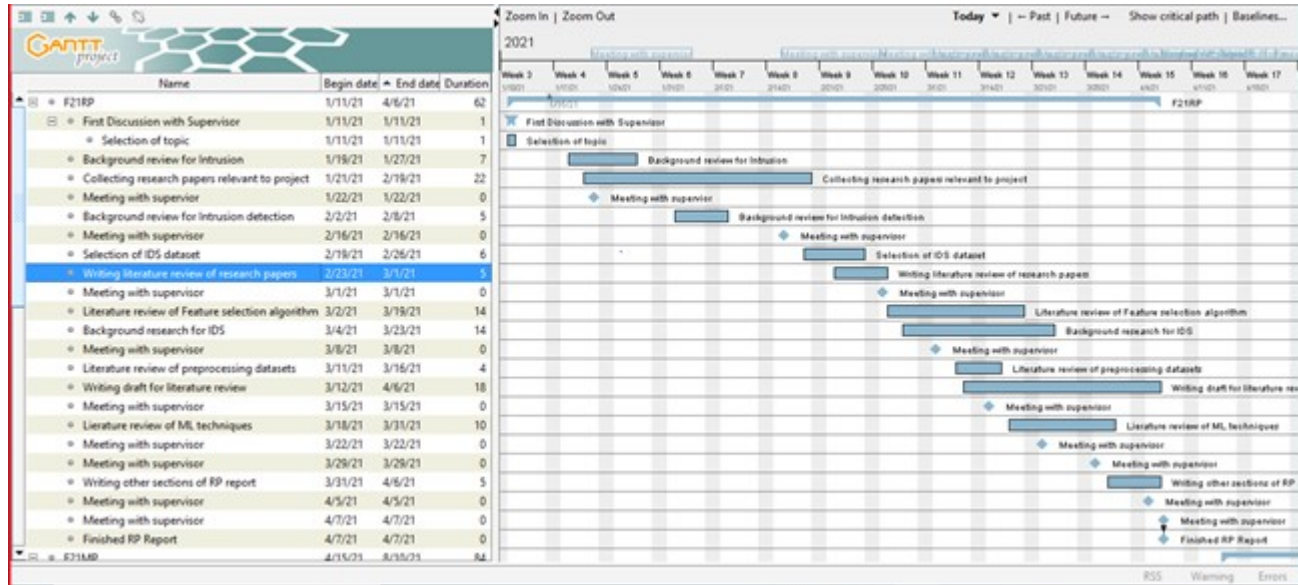 Zoom In | Zoom Out Today ▼ | ← Past | Future → Show critical path | Baselines...
GANTT project
2021
Name Begin date End date Duration
Week 3 Week 4 Week 5 Week 6 Week 7 Week 8 Week 9 Week 10 Week 11 Week 12 Week 13 Week 14 Week 15 Week 16 Week 17
F21RP 1/11/21 4/6/21 62 F21RP
First Discussion with Supervisor 1/11/21 1/11/21 1 First Discussion with Supervisor
Selection of topic 1/11/21 1/11/21 1 Selection of topic
Background review for Intrusion 1/19/21 1/27/21 7 Background review for Intrusion
Collecting research papers relevant to project 1/21/21 2/19/21 22 Collecting research papers relevant to project
Meeting with supervior 1/22/21 1/22/21 0 Meeting with supervior
Background review for Intrusion detection 2/2/21 2/8/21 5 Background review for Intrusion detection
Meeting with supervisor 2/16/21 2/16/21 0 Meeting with supervisor
Selection of IDS dataset 2/19/21 2/26/21 6 Selection of IDS dataset
Writing literature review of research papers 2/23/21 3/1/21 5 Writing literature review of research papers
Meeting with supervisor 3/1/21 3/1/21 0 Meeting with supervisor
Literature review of Feature selection algorithm 3/2/21 3/19/21 14 Literature review of Feature selection algorithm
Background research for IDS 3/4/21 3/23/21 14 Background research for IDS
Meeting with supervisor 3/8/21 3/8/21 0 Meeting with supervisor
Literature review of preprocessing datasets 3/11/21 3/16/21 4 Literature review of preprocessing datasets
Writing draft for literature review 3/12/21 4/6/21 18 Writing draft for literature rev
Meeting with supervisor 3/15/21 3/15/21 0 Meeting with supervisor
Lierature review of ML techniques 3/18/21 3/31/21 10 Lierature review of ML techniques
Meeting with supervisor 3/22/21 3/22/21 0 Meeting with supervisor
Meeting with supervisor 3/29/21 3/29/21 0 Meeting with supervisor
Writing other sections of RP report 3/31/21 4/6/21 5 Writing other sections of RP
Meeting with supervisor 4/5/21 4/5/21 0 Meeting with supervisor
Meeting with supervisor 4/7/21 4/7/21 0 Meeting with supervisor
Finished RP Report 4/7/21 4/7/21 0 Finished RP Report
F21MP 4/15/21 8/10/21 84
RSS Warning Errors